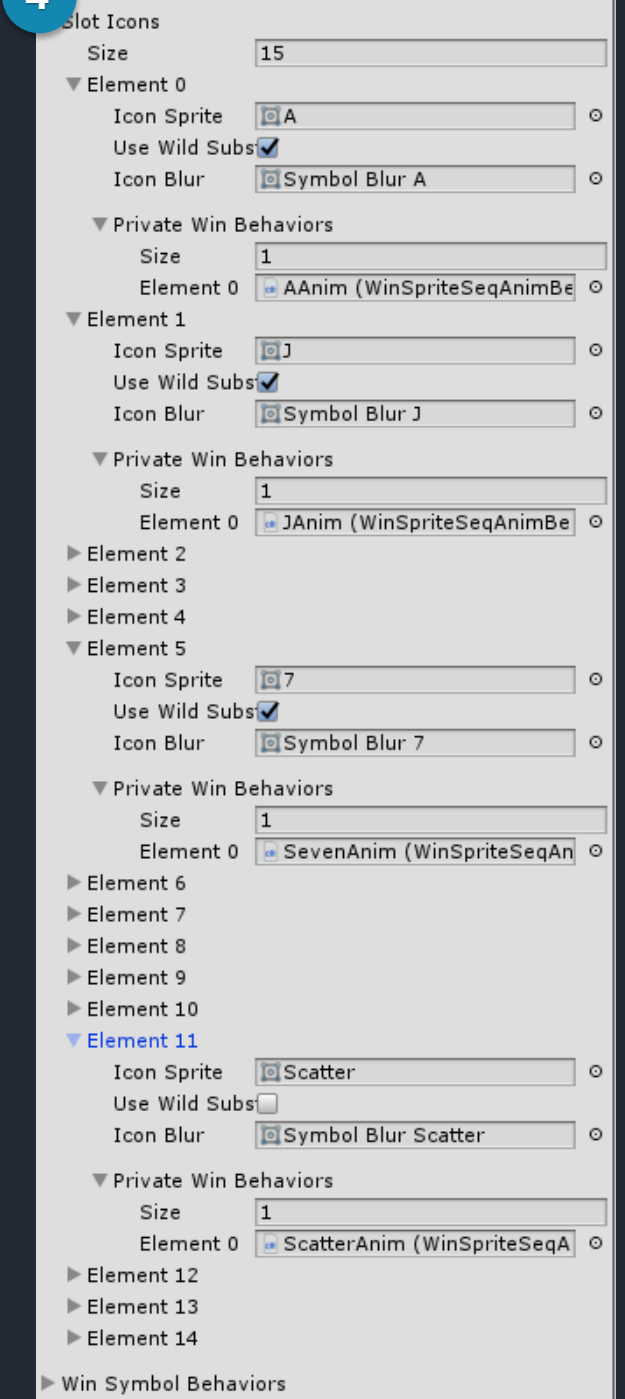 4
Slot Icons
Size 15
Element 0
Icon Sprite A
Use Wild Subst
Icon Blur Symbol Blur A
Private Win Behaviors
Size 1
Element 0 AAnim (WinSpriteSeqAnimBe
Element 1
Icon Sprite J
Use Wild Subst
Icon Blur Symbol Blur J
Private Win Behaviors
Size 1
Element 0 JAnim (WinSpriteSeqAnimBe
Element 2
Element 3
Element 4
Element 5
Icon Sprite 7
Use Wild Subst
Icon Blur Symbol Blur 7
Private Win Behaviors
Size 1
Element 0 SevenAnim (WinSpriteSeqAn
Element 6
Element 7
Element 8
Element 9
Element 10
Element 11
Icon Sprite Scatter
Use Wild Subst
Icon Blur Symbol Blur Scatter
Private Win Behaviors
Size 1
Element 0 ScatterAnim (WinSpriteSeqA
Element 12
Element 13
Element 14
Win Symbol Behaviors